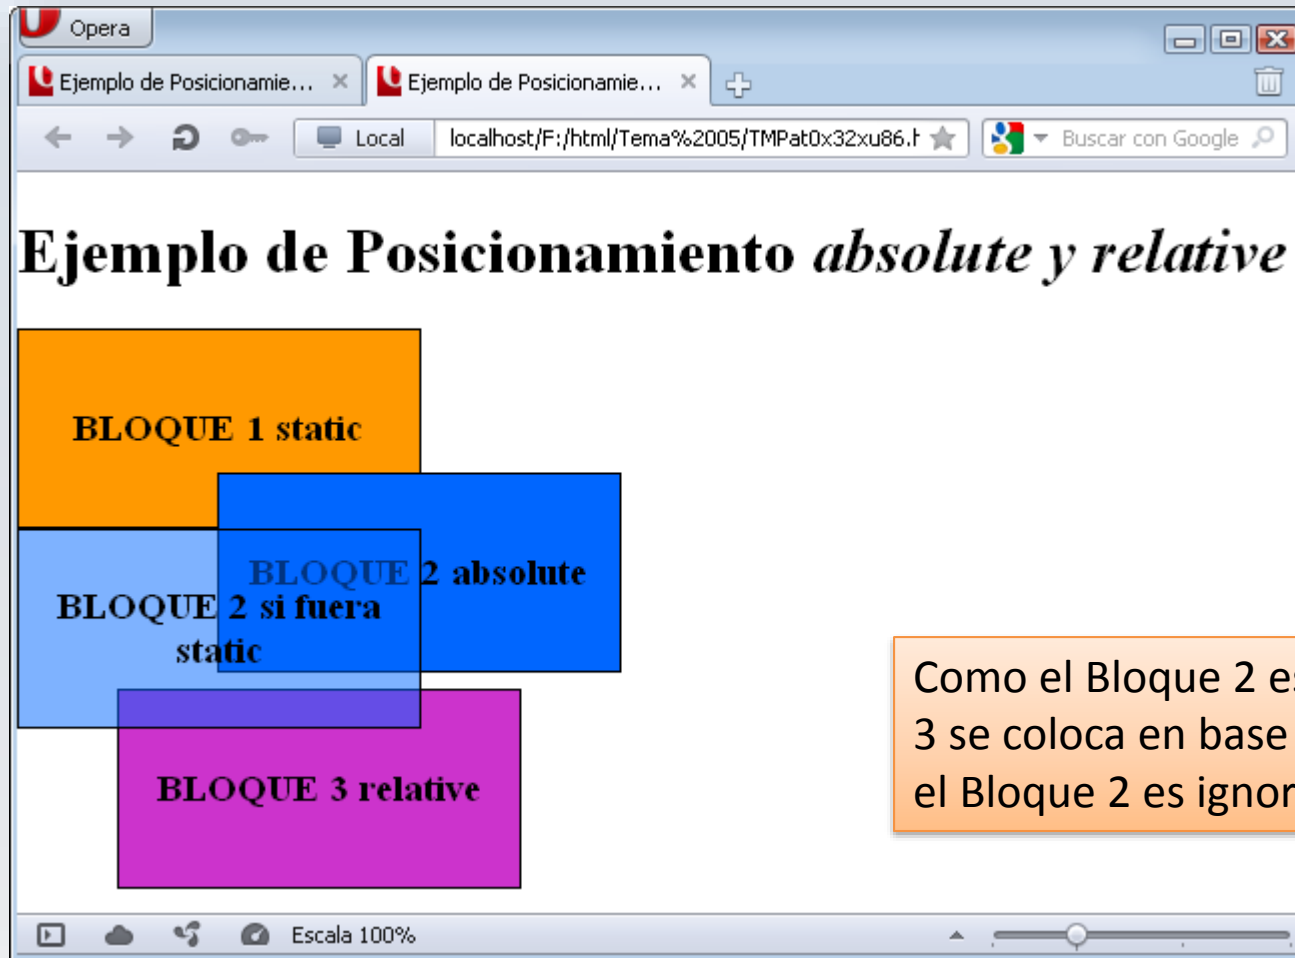 Opera
Ejemplo de Posicionamie...
Ejemplo de Posicionamie...
Local
localhost/F:/html/Tema%2005/TMPat0x32xu86.h
Buscar con Google
Ejemplo de Posicionamiento absolute y relative
BLOQUE 1 static
BLOQUE 2 absolute
BLOQUE 2 si fuera
static
BLOQUE 3 relative
Como el Bloque 2 es
3 se coloca en base
el Bloque 2 es ignor
Escala 100%